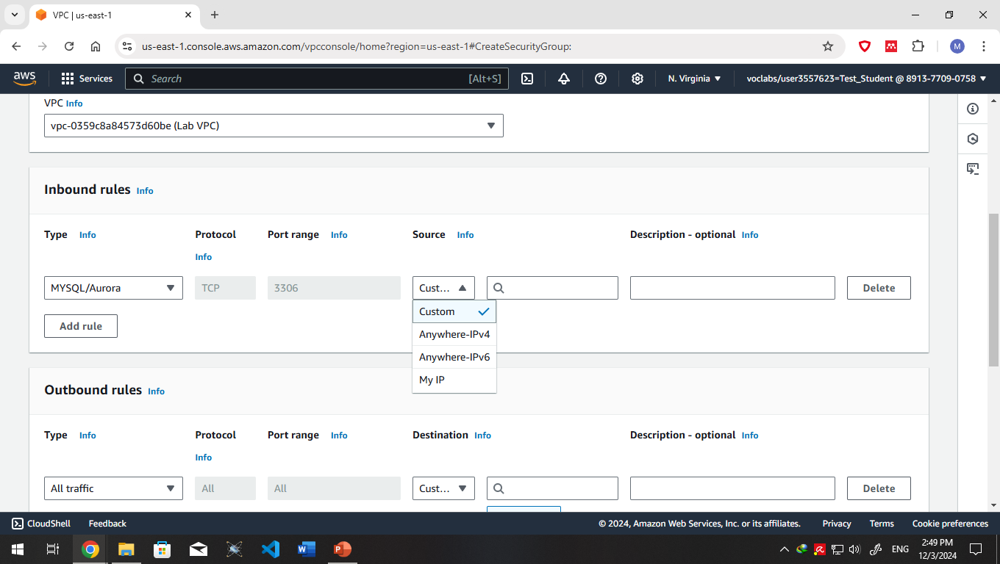 VPC | us-east-1
us-east-1.console.aws.amazon.com/vpcconsole/home?region=us-east-1#CreateSecurityGroup:
M
aws Services Search [Alt+S] N. Virginia voclabs/user3557623=Test_Student @ 8913-7709-0758
VPC Info
vpc-0359c8a84573d60be (Lab VPC)
Inbound rules Info
Type Info Protocol Port range Info Source Info Description - optional Info
Info
MYSQL/Aurora TCP 3306 Cust... Delete
Custom
Add rule
Anywhere-IPv4
Anywhere-IPv6
My IP
Outbound rules Info
Type Info Protocol Port range Info Destination Info Description - optional Info
Info
All traffic All All Cust... Delete
CloudShell Feedback © 2024, Amazon Web Services, Inc. or its affiliates. Privacy Terms Cookie preferences
ENG 2:49 PM
12/3/2024